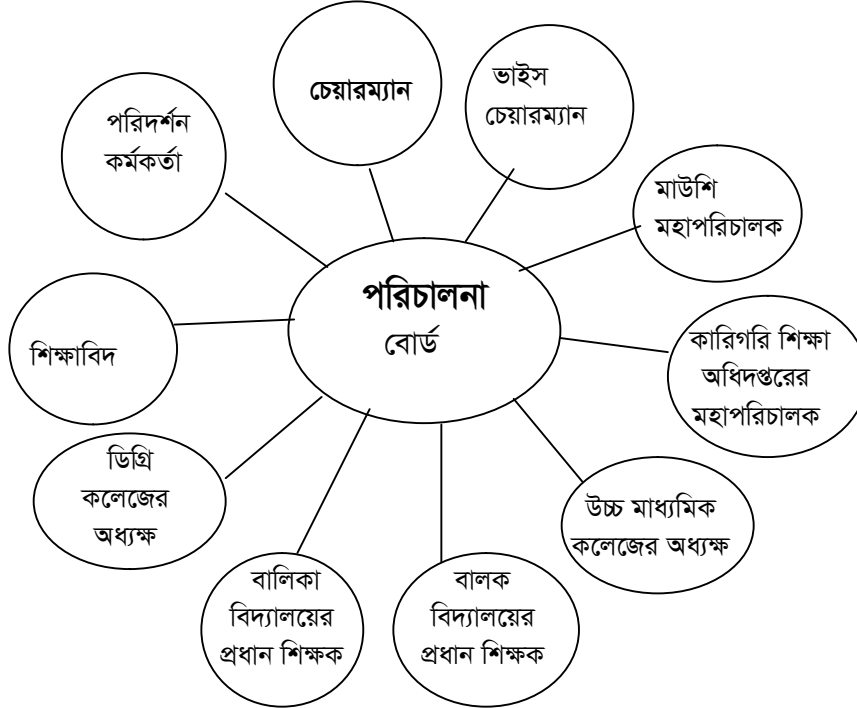 চেয়ারম্যান
ভাইস
চেয়ারম্যান
পরিদর্শন
কর্মকর্তা
মাউশি
মহাপরিচালক
পরিচালনা
বোর্ড
শিক্ষাবিদ
কারিগরি শিক্ষা
অধিদপ্তরের
মহাপরিচালক
ডিগ্রি
কলেজের
অধ্যক্ষ
উচ্চ মাধ্যমিক
কলেজের অধ্যক্ষ
বালিকা
বিদ্যালয়ের
প্রধান শিক্ষক
বালক
বিদ্যালয়ের
প্রধান শিক্ষক